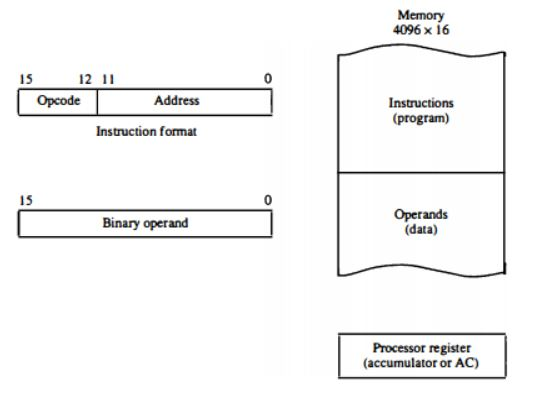 Memory
4096 × 16
15 12 11 0
Opcode Address
Instruction format
Instructions
(program)
15 0
Binary operand
Operands
(data)
Processor register
(accumulator or AC)